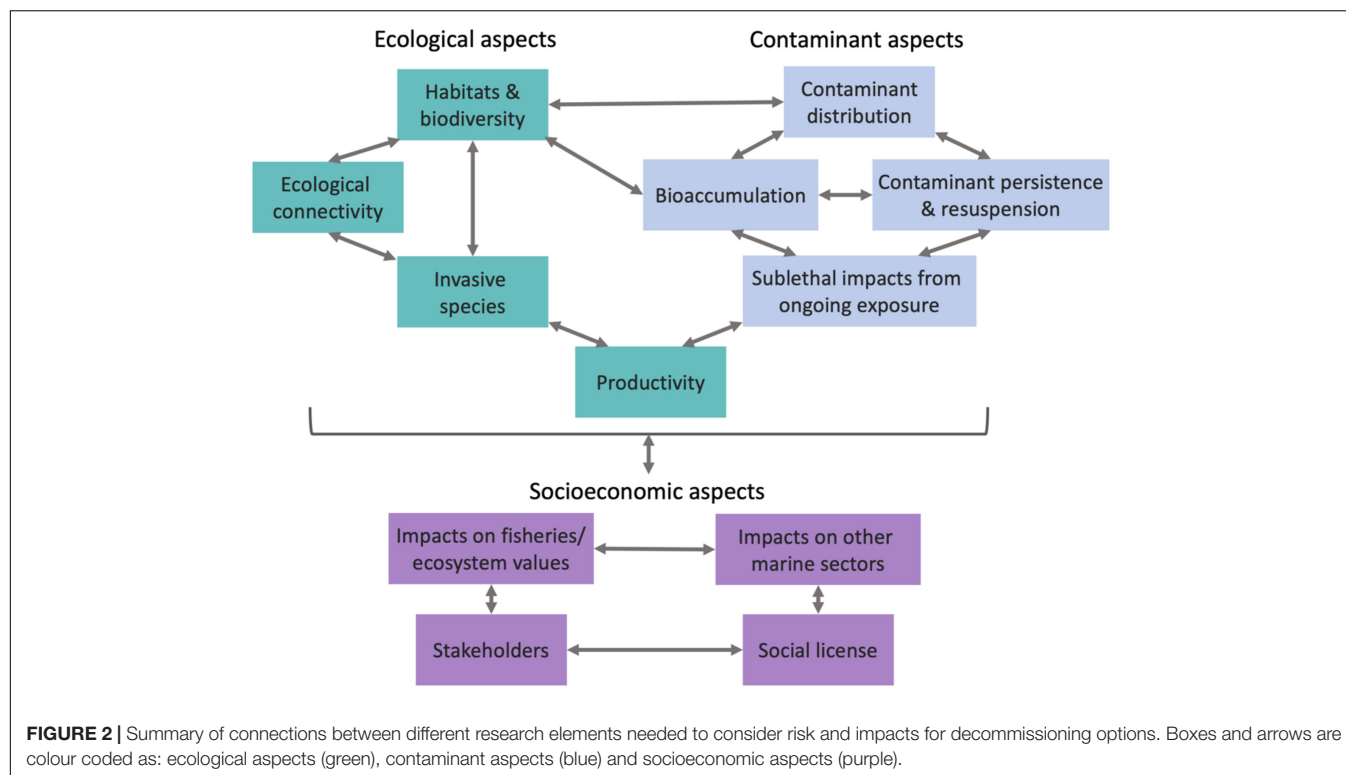 Ecological aspects
Contaminant aspects
Habitats &
biodiversity
Contaminant
distribution
Ecological
connectivity
Bioaccumulation
Contaminant persistence
& resuspension
Invasive
species
Sublethal impacts from
ongoing exposure
Productivity
Socioeconomic aspects
Impacts on fisheries/
ecosystem values
Impacts on other
marine sectors
Stakeholders
Social license
FIGURE 2 | Summary of connections between different research elements needed to consider risk and impacts for decommissioning options. Boxes and arrows are
colour coded as: ecological aspects (green), contaminant aspects (blue) and socioeconomic aspects (purple).